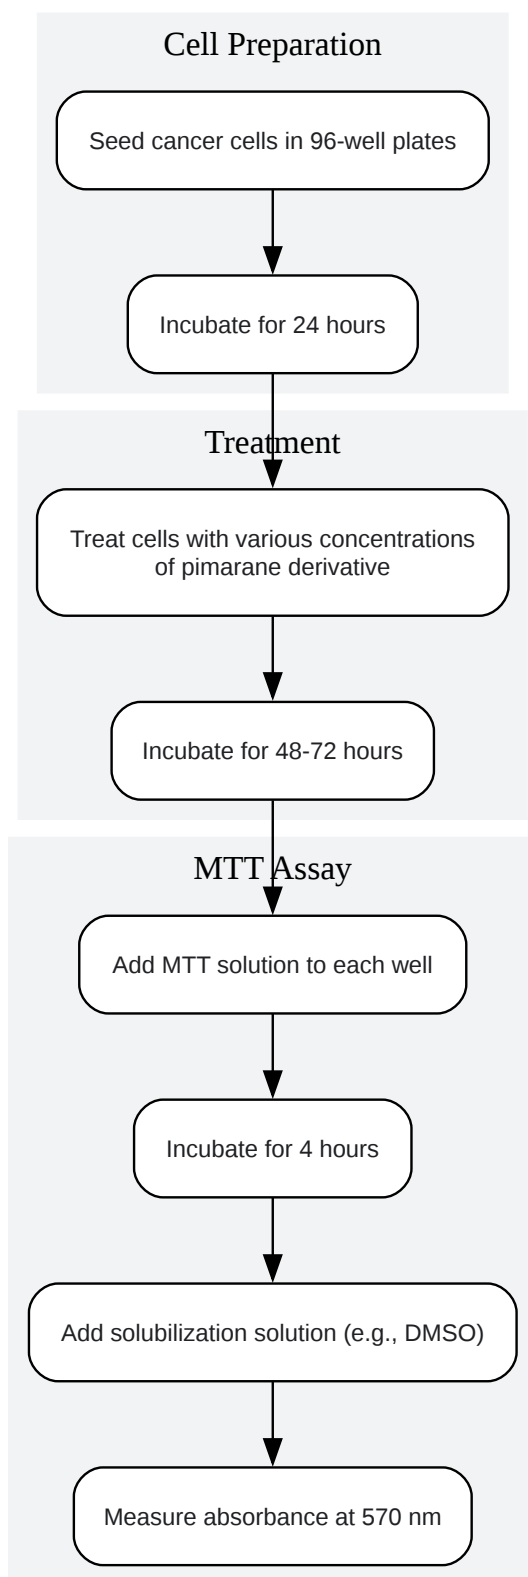 Cell Preparation
Seed cancer cells in 96-well plates
Incubate for 24 hours
Treatment
Treat cells with various concentrations
of pimarane derivative
Incubate for 48-72 hours
MTT Assay
Add MTT solution to each well
Incubate for 4 hours
Add solubilization solution (e.g., DMSO)
Measure absorbance at 570 nm